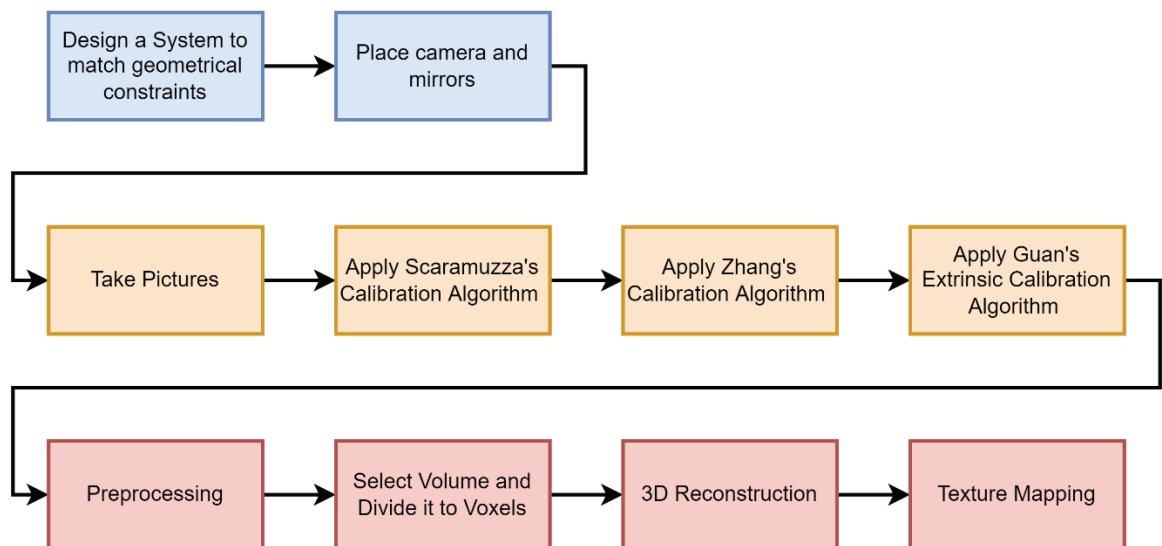 Design a System to
match geometrical
constraints
Place camera and
mirrors
Take Pictures
Apply Scaramuzza's
Calibration Algorithm
Apply Zhang's
Calibration Algorithm
Apply Guan's
Extrinsic Calibration
Algorithm
Preprocessing
Select Volume and
Divide it to Voxels
3D Reconstruction
Texture Mapping